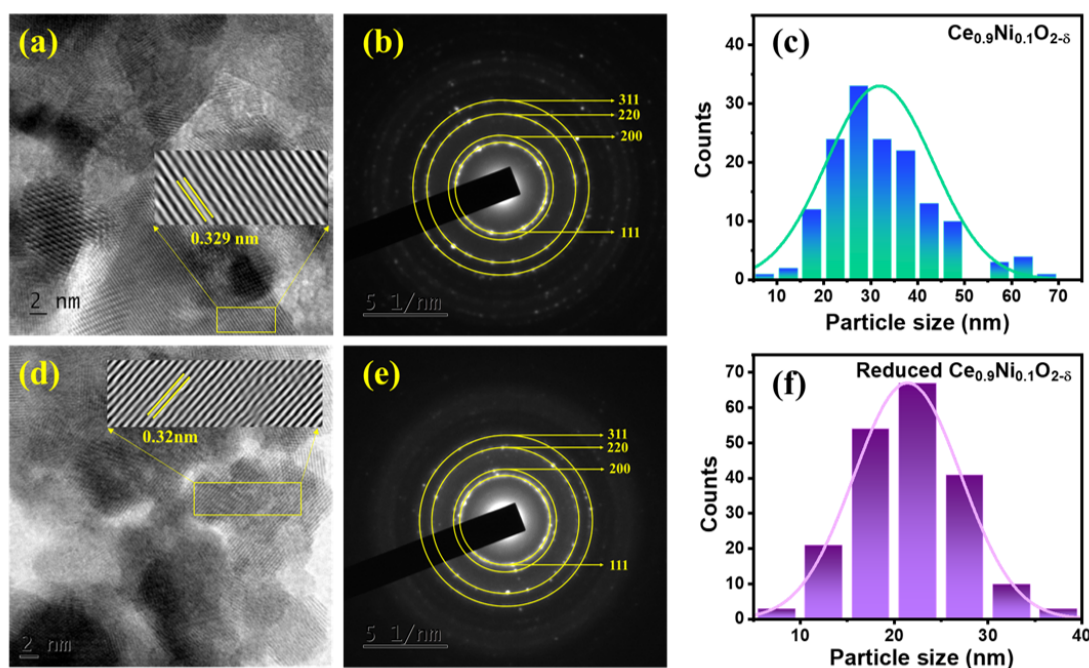 (a)
0.329 nm
2 nm
(b)
311
220
200
111
5 1/nm
(c)
Ce0.9Ni0.1O2-δ
Counts
40
30
20
10
0
10 20 30 40 50 60 70
Particle size (nm)
(d)
0.32nm
2 nm
(e)
311
220
200
111
5 1/nm
(f)
Reduced Ce0.9Ni0.1O2-δ
Counts
70
60
50
40
30
20
10
0
10 20 30 40
Particle size (nm)